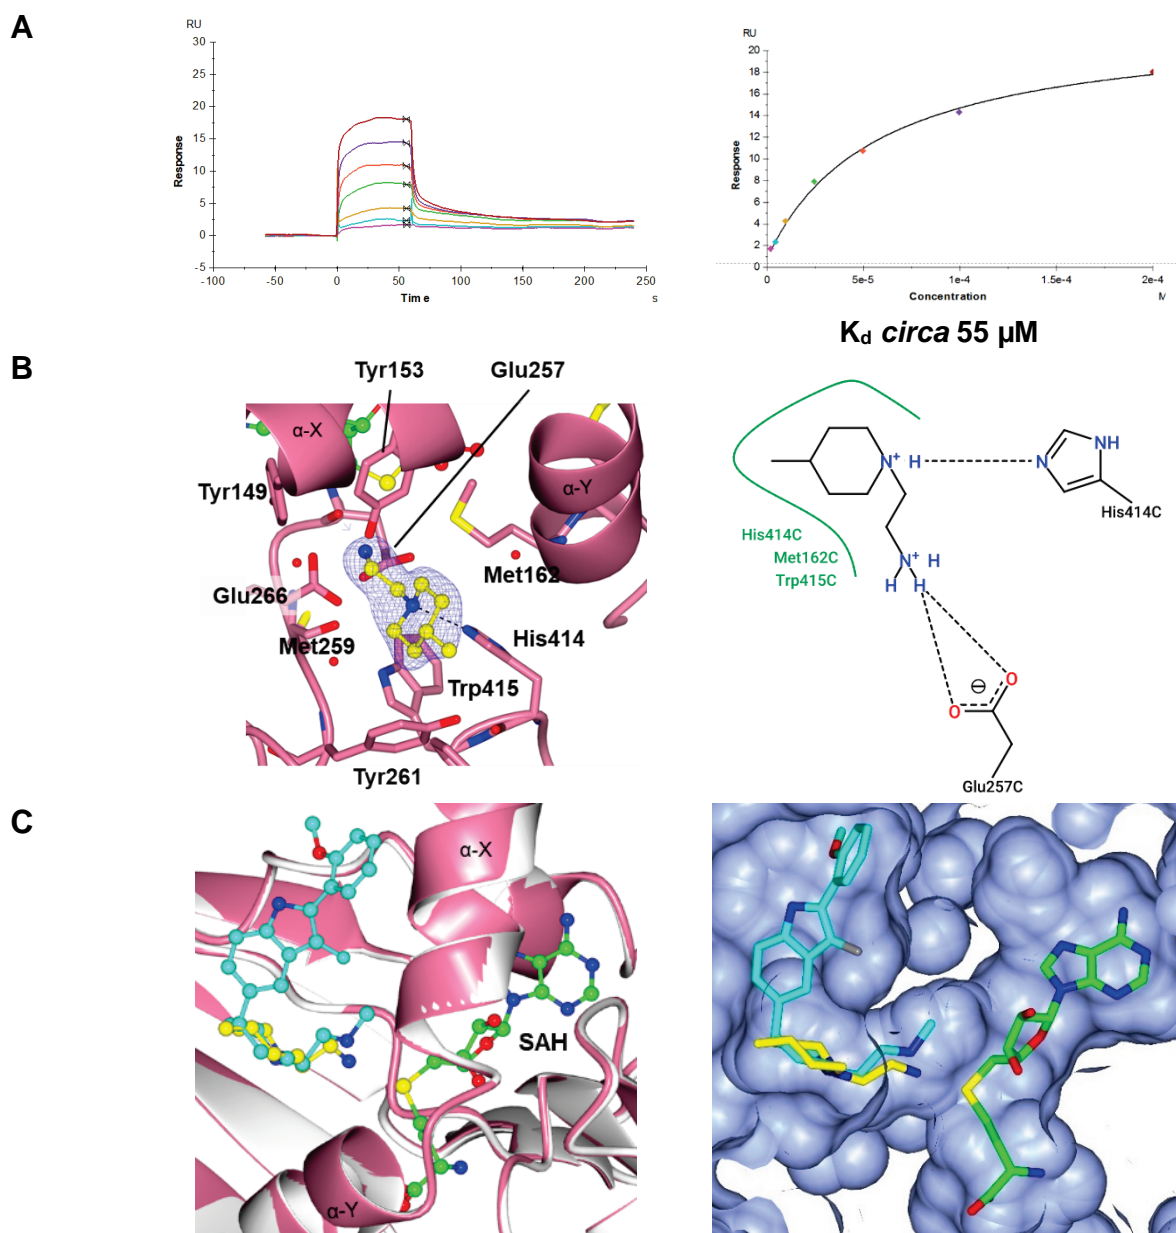 A
RU
30
25
20
15
10
5
0
-5
Response
-100 -50 0 50 100 150 200 250
Time s
RU
20
18
16
14
12
10
8
6
4
2
0
Response
0 5e-5 1e-4 1.5e-4 2e-4
Concentration M
Kd circa 55 µM
B
Tyr153 Glu257
α-X
Tyr149
α-Y
Met162
Glu266
Met259
His414
Trp415
Tyr261
N+ H
N NH
His414C
His414C
Met162C
Trp415C
N+ H
H H
O
⊖
O
Glu257C
C
α-X
SAH
α-Y